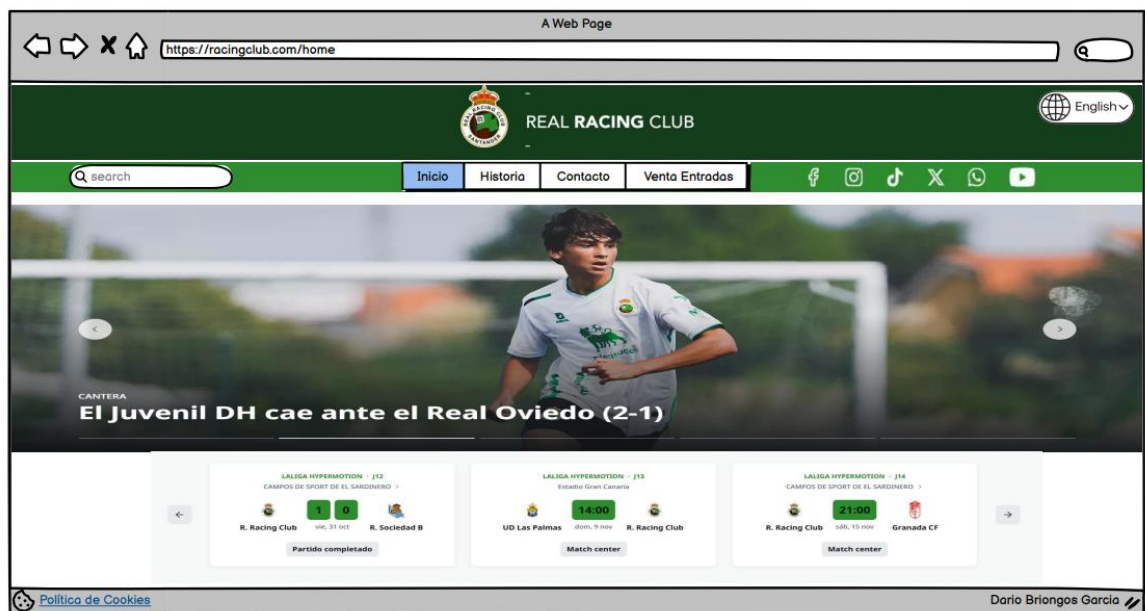 A Web Page
https://racingclub.com/home
REAL RACING CLUB
English
search
Inicio Historia Contacto Venta Entradas
CANTERA
El Juvenil DH cae ante el Real Oviedo (2-1)
LALIGA HYPERMOTION · J12
CAMPOS DE SPORT DE EL SARDINERO >
1 0
vie, 31 oct
R. Racing Club R. Sociedad B
Partido completado
LALIGA HYPERMOTION · J13
Estadio Gran Canaria
14:00
dom, 9 nov
UD Las Palmas R. Racing Club
Match center
LALIGA HYPERMOTION · J14
CAMPOS DE SPORT DE EL SARDINERO >
21:00
sáb, 15 nov
R. Racing Club Granada CF
Match center
Política de Cookies
Dario Briongos Garcia